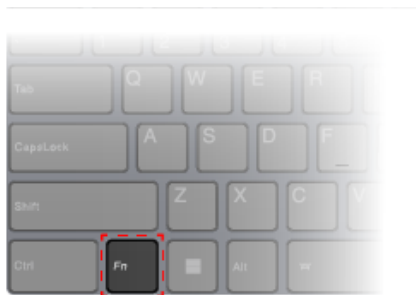 Tab Q W E R
CapsLock A S D F
Shift Z X C V
Ctrl Fn Alt